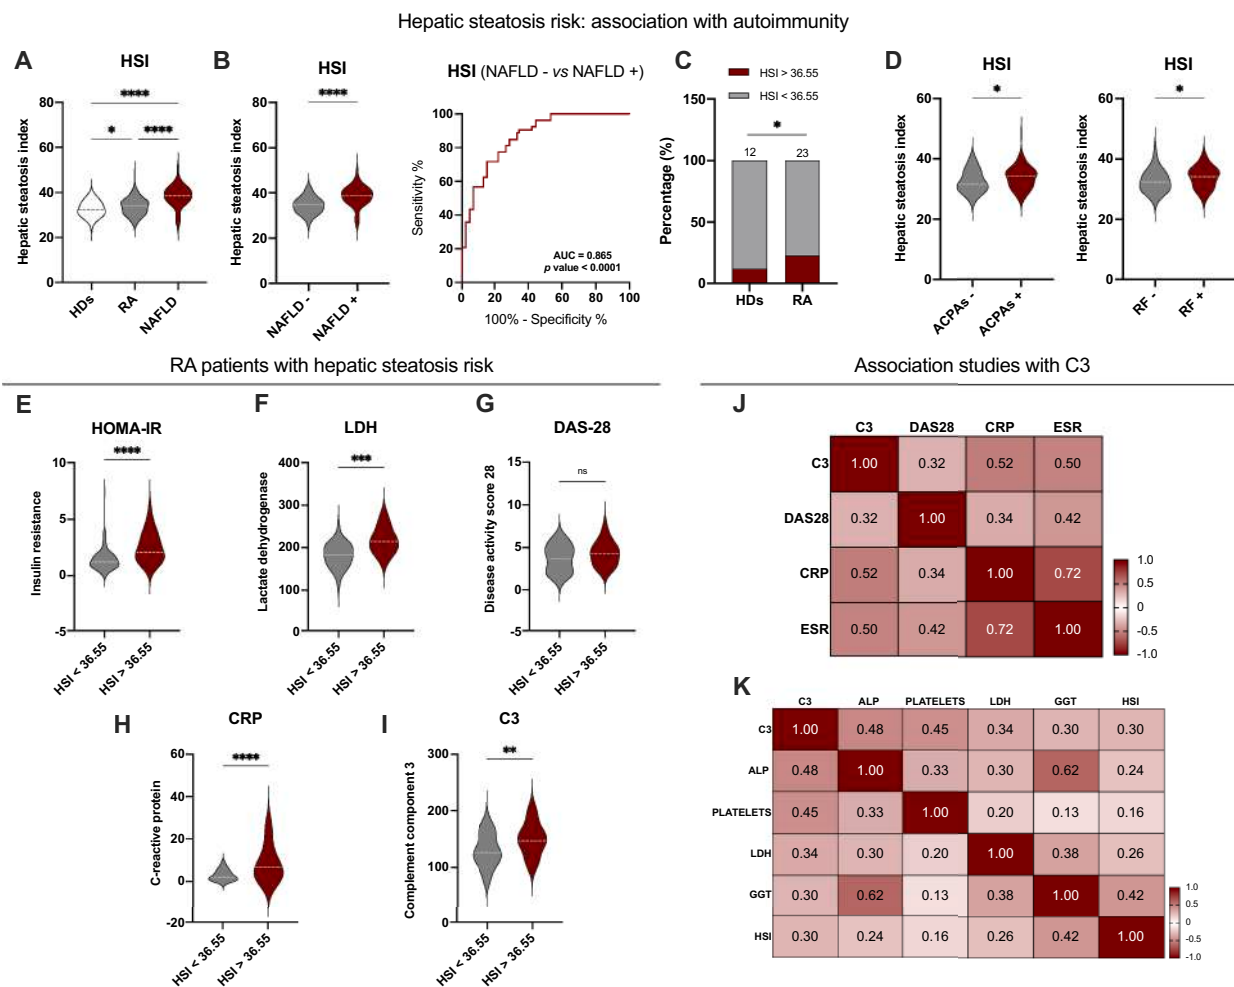 Hepatic steatosis risk: association with autoimmunity
A
HSI
Hepatic steatosis index
80
60
40
20
0
****
*
****
HDs
RA
NAFLD
B
HSI
Hepatic steatosis index
80
60
40
20
0
****
NAFLD -
NAFLD +
HSI (NAFLD - vs NAFLD +)
Sensitivity %
100
80
60
40
20
0
AUC = 0.865
p value < 0.0001
0 20 40 60 80 100
100% - Specificity %
C
HSI > 36.55
HSI < 36.55
Percentage (%)
150
100
50
0
*
12 23
HDs RA
D
HSI
Hepatic steatosis index
60
40
20
0
*
ACPAs -
ACPAs +
HSI
Hepatic steatosis index
60
40
20
0
*
RF -
RF +
RA patients with hepatic steatosis risk
E
HOMA-IR
Insulin resistance
10
5
0
-5
****
HSI < 36.55
HSI > 36.55
F
LDH
Lactate dehydrogenase
400
300
200
100
0
***
HSI < 36.55
HSI > 36.55
G
DAS-28
Disease activity score 28
15
10
5
0
-5
ns
HSI < 36.55
HSI > 36.55
H
CRP
C-reactive protein
60
40
20
0
-20
****
HSI < 36.55
HSI > 36.55
I
C3
Complement component 3
300
200
100
0
**
HSI < 36.55
HSI > 36.55
Association studies with C3
J
C3 DAS28 CRP ESR
C3 1.00 0.32 0.52 0.50
DAS28 0.32 1.00 0.34 0.42
CRP 0.52 0.34 1.00 0.72
ESR 0.50 0.42 0.72 1.00
1.0
0.5
0
-0.5
-1.0
K
C3 ALP PLATELETS LDH GGT HSI
C3 1.00 0.48 0.45 0.34 0.30 0.30
ALP 0.48 1.00 0.33 0.30 0.62 0.24
PLATELETS 0.45 0.33 1.00 0.20 0.13 0.16
LDH 0.34 0.30 0.20 1.00 0.38 0.26
GGT 0.30 0.62 0.13 0.38 1.00 0.42
HSI 0.30 0.24 0.16 0.26 0.42 1.00
1.0
0.5
0
-0.5
-1.0